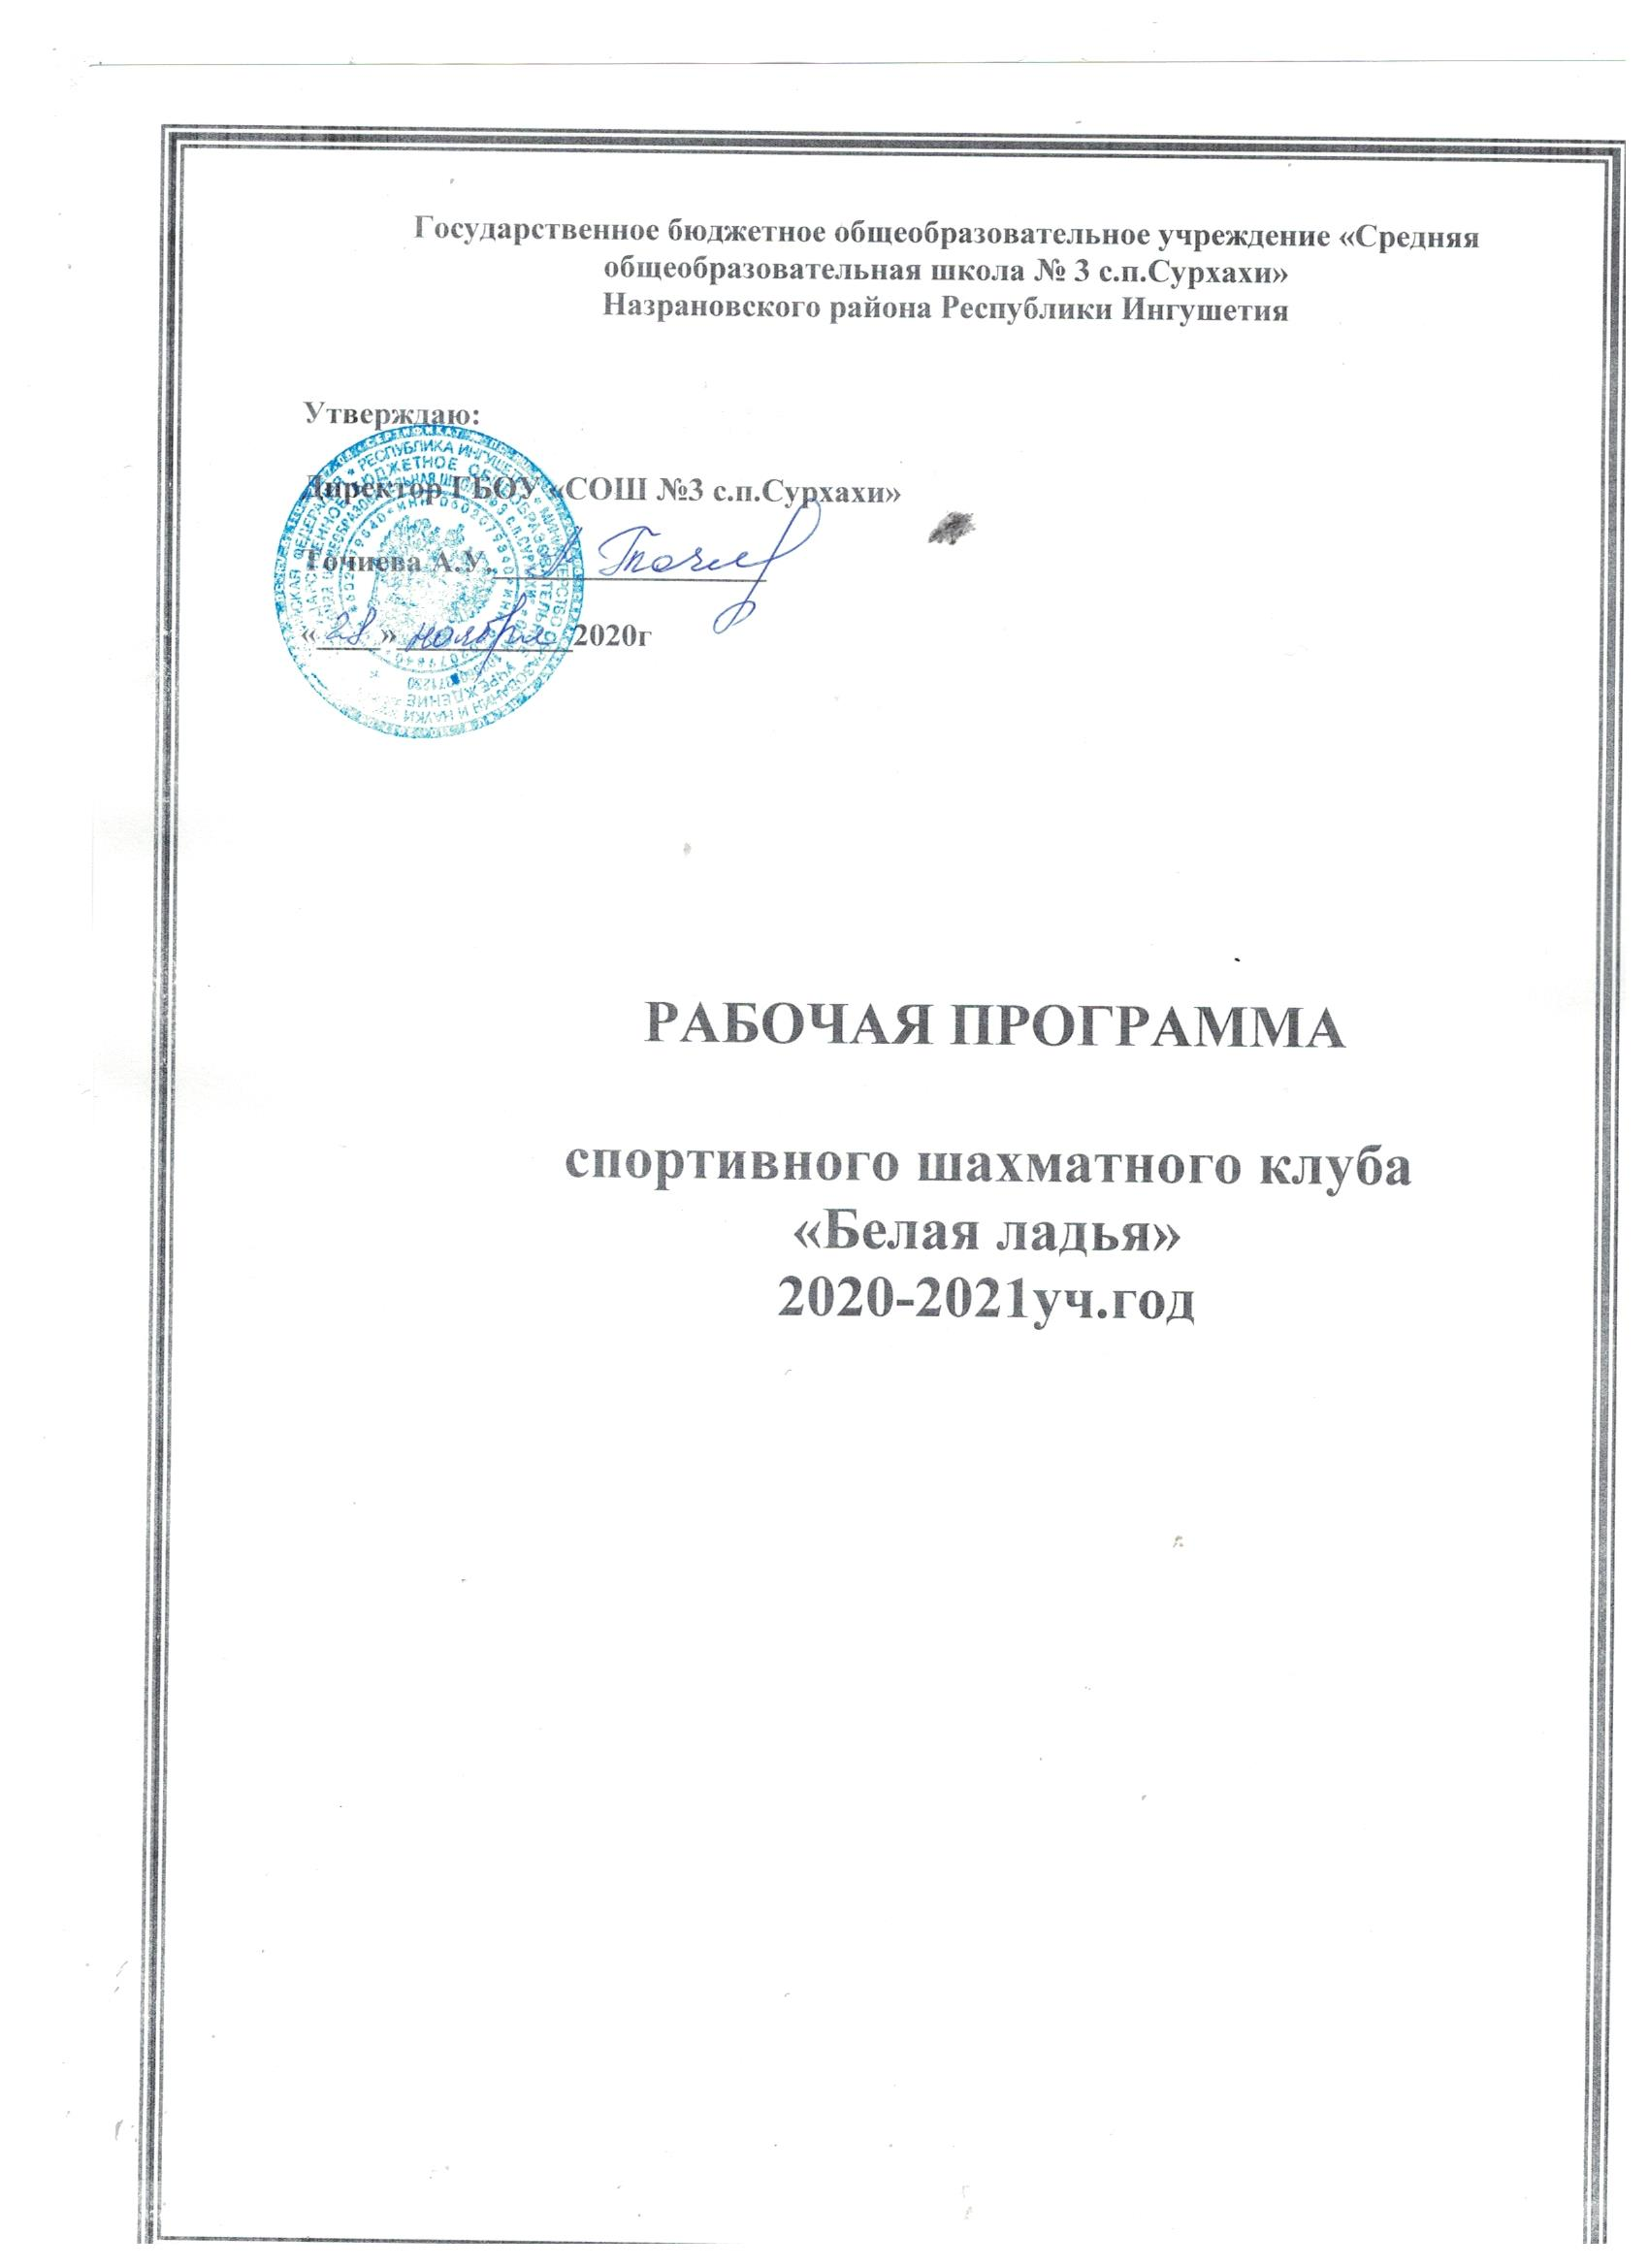 Государственное бюджетное общеобразовательное учреждение «Средняя
общеобразовательная школа № 3 с.п.Сурхахи»
Назрановского района Республики Ингушетия
Утверждаю:
Директор ГБОУ «СОШ №3 с.п.Сурхахи»
Точиева А.У.
«28» ноября 2020г
РАБОЧАЯ ПРОГРАММА
спортивного шахматного клуба
«Белая ладья»
2020-2021уч.год